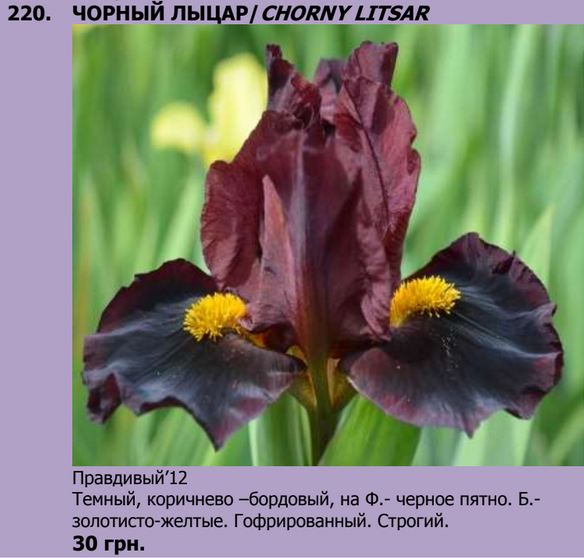 220. ЧОРНЫЙ ЛЫЦАР/CHORNY LITSAR
Правдивый’12
Темный, коричнево –бордовый, на Ф.- черное пятно. Б.-
золотисто-желтые. Гофрированный. Строгий.
30 грн.